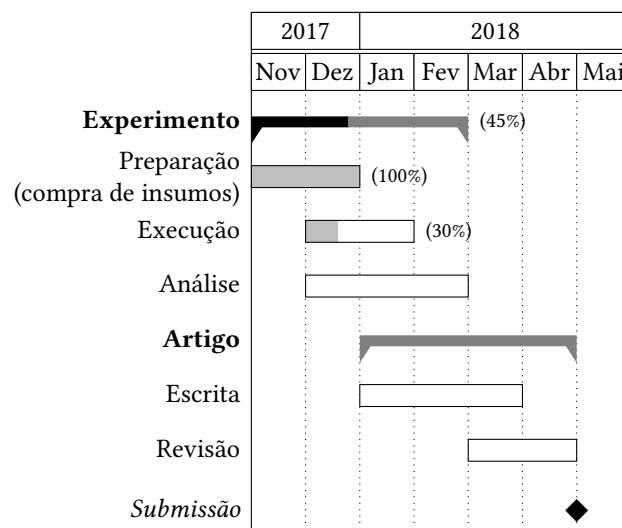 2017 2018
Nov Dez Jan Fev Mar Abr Mai
Experimento (45%)
Preparação
(compra de insumos) (100%)
Execução (30%)
Análise
Artigo
Escrita
Revisão
Submissão